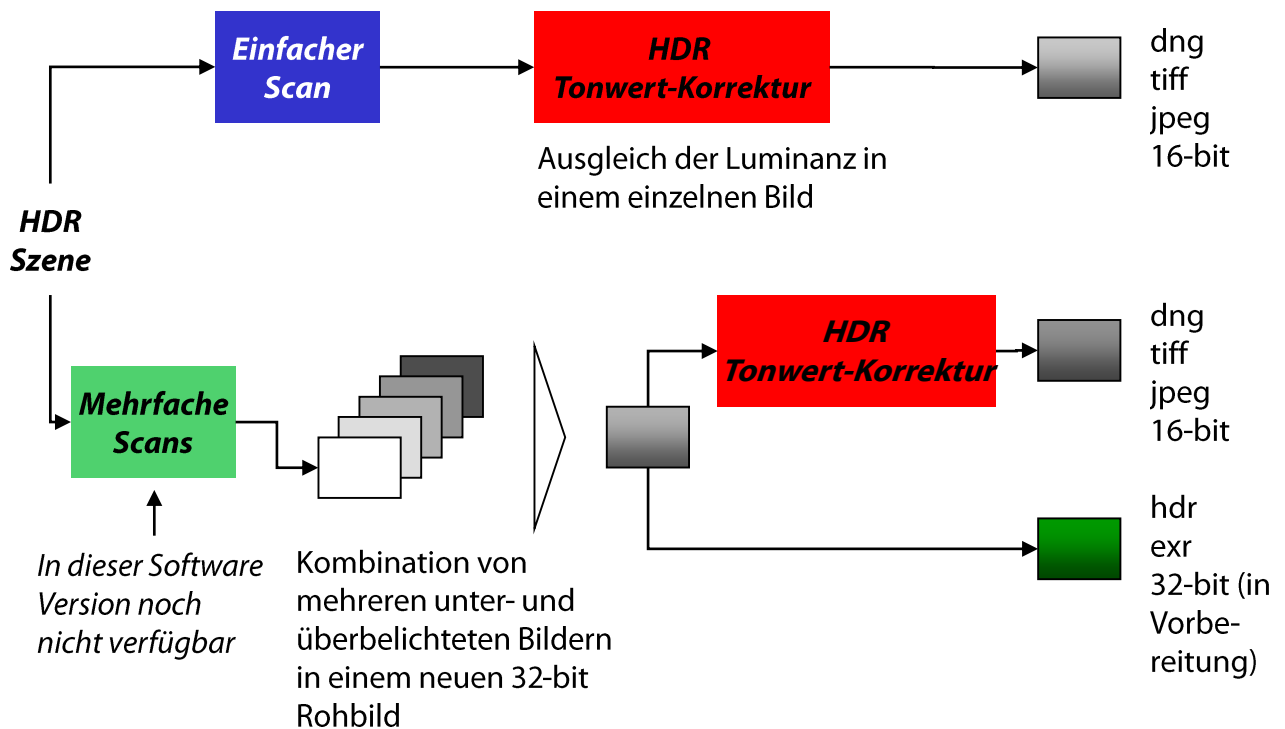 Einfacher
Scan
HDR
Tonwert-Korrektur
dng
tiff
jpeg
16-bit
Ausgleich der Luminanz in
einem einzelnen Bild
HDR
Szene
HDR
Tonwert-Korrektur
dng
tiff
jpeg
16-bit
Mehrfache
Scans
In dieser Software
Version noch
nicht verfügbar
Kombination von
mehreren unter- und
überbelichteten Bildern
in einem neuen 32-bit
Rohbild
hdr
exr
32-bit (in
Vorbe-
reitung)